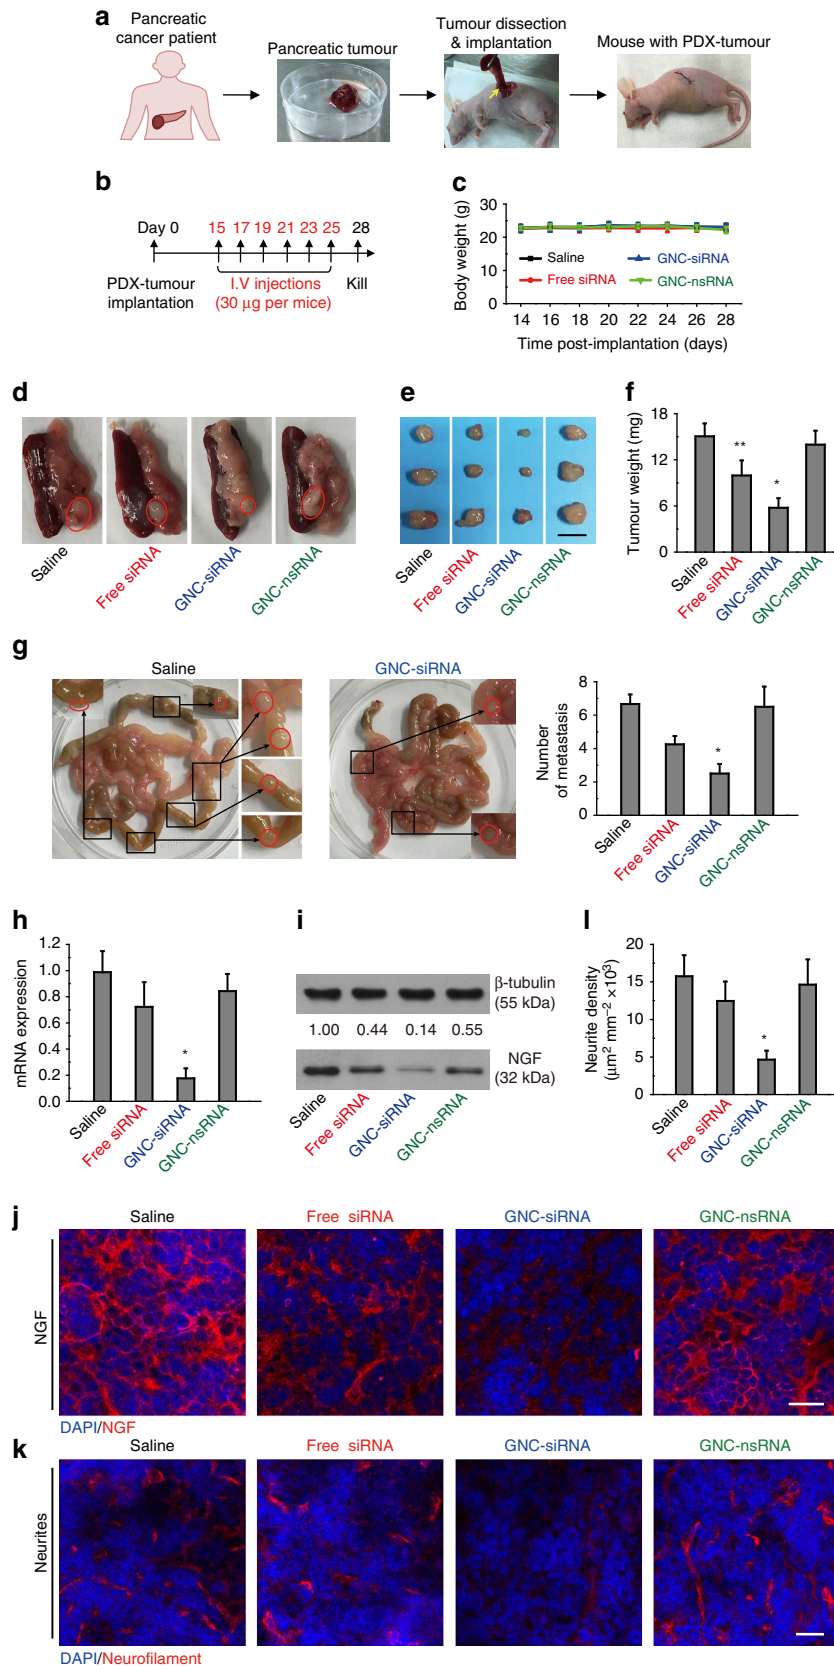 a
Pancreatic
cancer patient
Pancreatic tumour
Tumour dissection
& implantation
Mouse with PDX-tumour
b
Day 0
15 17 19 21 23 25 28
PDX-tumour
implantation
I.V injections
(30 μg per mice)
Kill
c
Body weight (g)
30
20
10
0
Saline
Free siRNA
GNC-siRNA
GNC-nsRNA
14 16 18 20 22 24 26 28
Time post-implantation (days)
d
Saline
Free siRNA
GNC-siRNA
GNC-nsRNA
e
Saline
Free siRNA
GNC-siRNA
GNC-nsRNA
f
Tumour weight (mg)
18
12
6
0
**
*
Saline
Free siRNA
GNC-siRNA
GNC-nsRNA
g
Saline
GNC-siRNA
Number
of metastasis
8
6
4
2
0
*
Saline
Free siRNA
GNC-siRNA
GNC-nsRNA
h
mRNA expression
1.2
1.0
0.8
0.6
0.4
0.2
0.0
*
Saline
Free siRNA
GNC-siRNA
GNC-nsRNA
i
β-tubulin
(55 kDa)
1.00 0.44 0.14 0.55
NGF
(32 kDa)
Saline
Free siRNA
GNC-siRNA
GNC-nsRNA
l
Neurite density
(μm² mm⁻² ×10³)
20
15
10
5
0
*
Saline
Free siRNA
GNC-siRNA
GNC-nsRNA
j
Saline
Free siRNA
GNC-siRNA
GNC-nsRNA
NGF
DAPI/NGF
k
Saline
Free siRNA
GNC-siRNA
GNC-nsRNA
Neurites
DAPI/Neurofilament